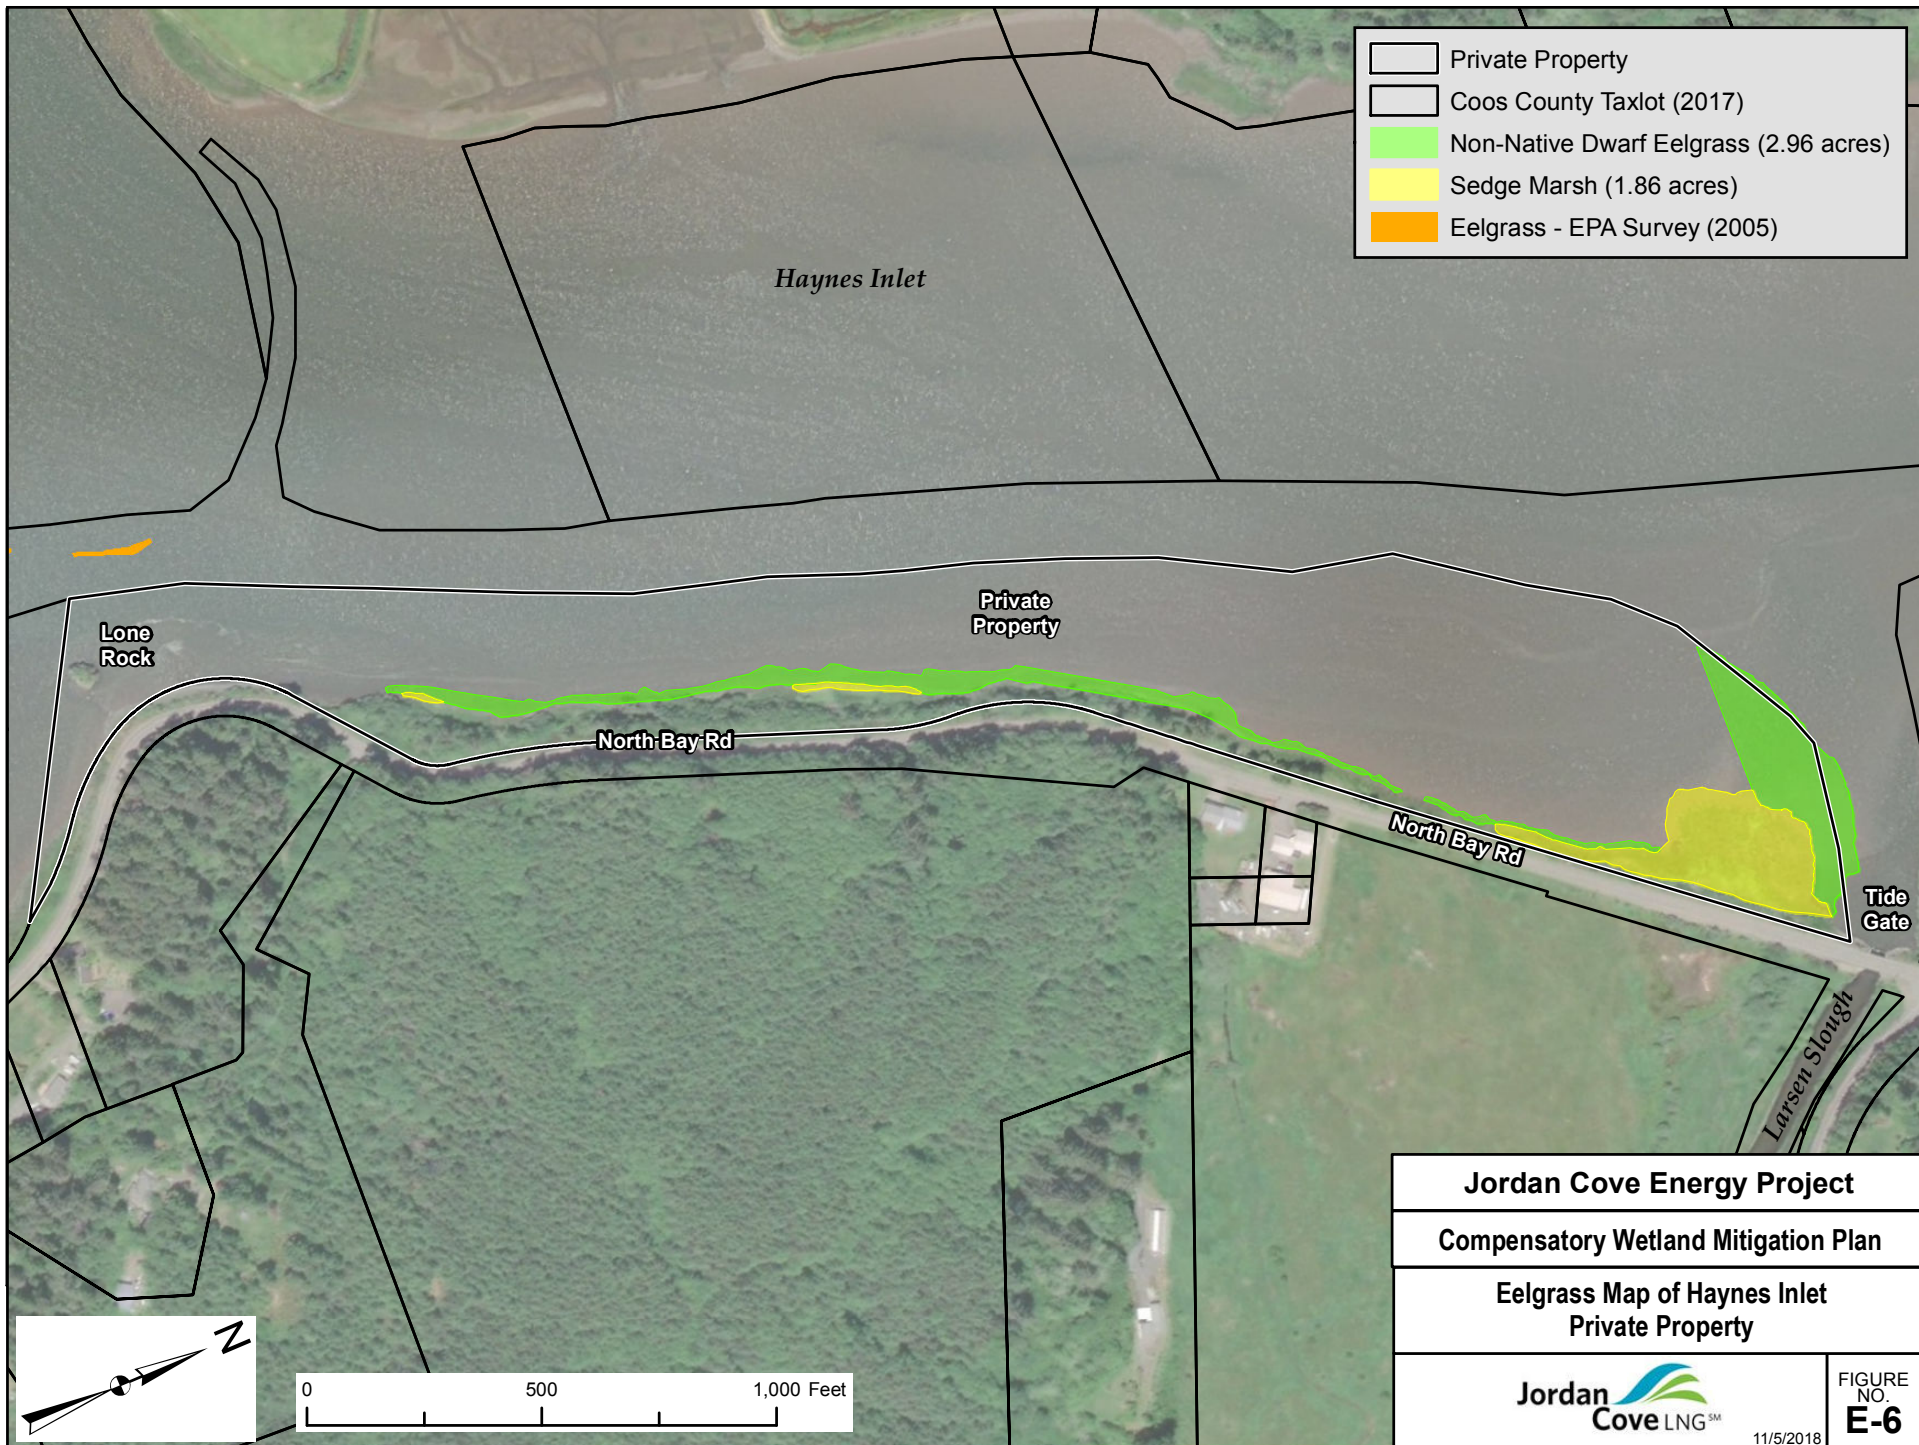 Private Property
Coos County Taxlot (2017)
Non-Native Dwarf Eelgrass (2.96 acres)
Sedge Marsh (1.86 acres)
Eelgrass - EPA Survey (2005)
Haynes Inlet
Private
Property
Lone
Rock
North Bay Rd
North Bay Rd
Tide
Gate
Larsen Slough
Jordan Cove Energy Project
Compensatory Wetland Mitigation Plan
Eelgrass Map of Haynes Inlet
Private Property
N
0 500 1,000 Feet
Jordan
Cove LNG SM
11/5/2018
FIGURE
NO.
E-6